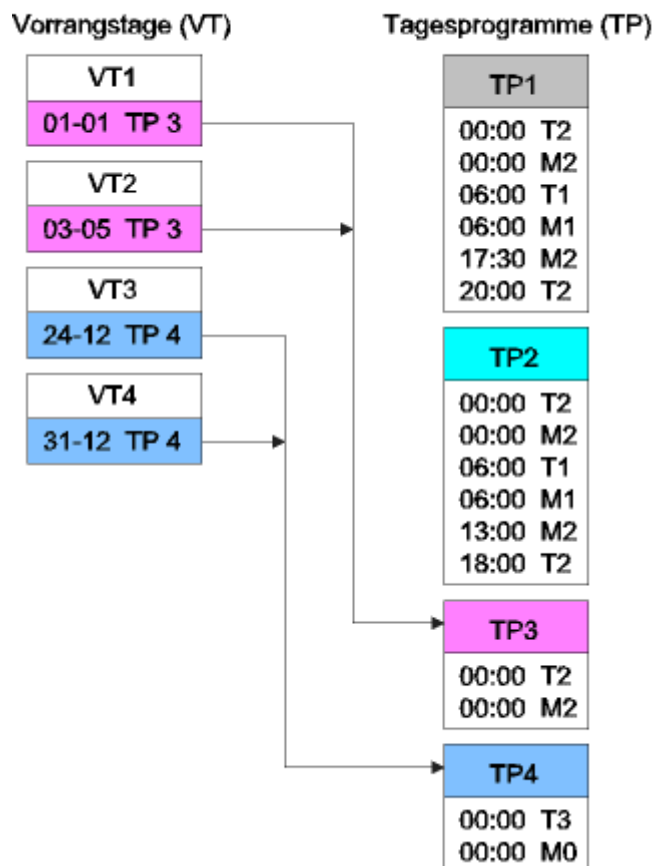 Vorrangstage (VT)
VT1
01-01 TP 3
VT2
03-05 TP 3
VT3
24-12 TP 4
VT4
31-12 TP 4
Tagesprogramme (TP)
TP1
00:00 T2
00:00 M2
06:00 T1
06:00 M1
17:30 M2
20:00 T2
TP2
00:00 T2
00:00 M2
06:00 T1
06:00 M1
13:00 M2
18:00 T2
TP3
00:00 T2
00:00 M2
TP4
00:00 T3
00:00 M0